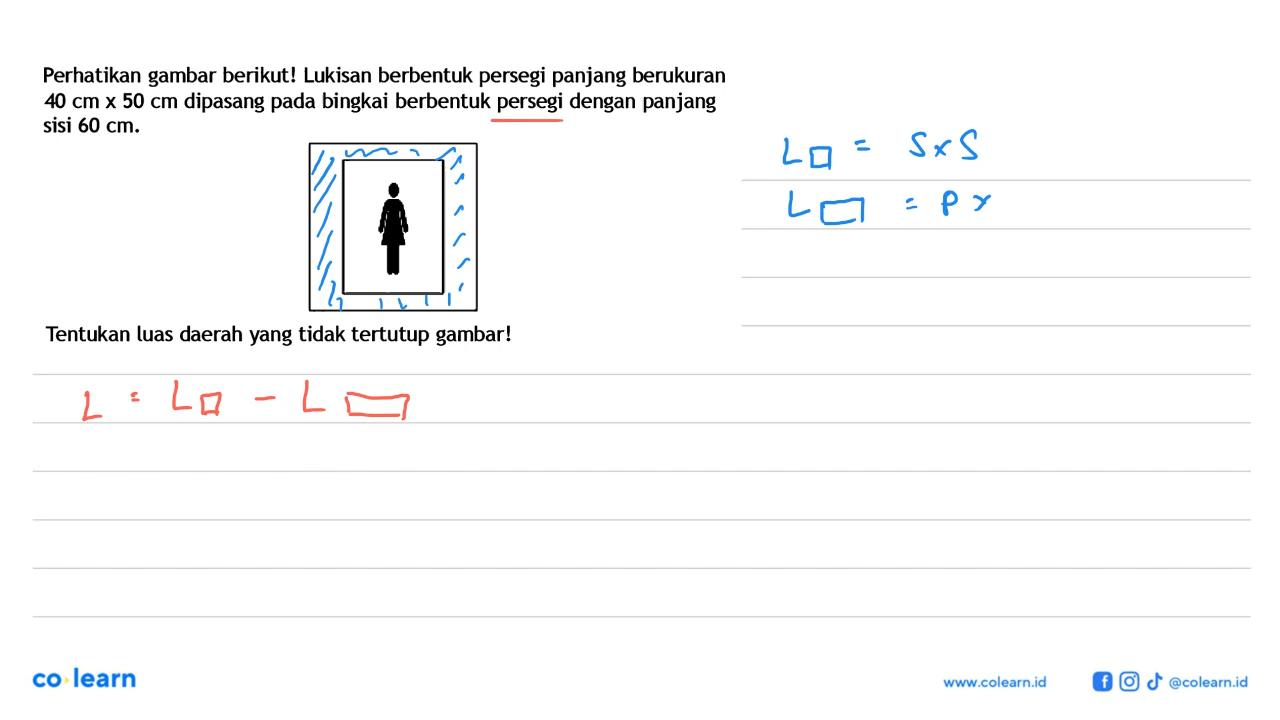 Perhatikan gambar berikut! Lukisan berbentuk persegi panjang berukuran
40 cm x 50 cm dipasang pada bingkai berbentuk persegi dengan panjang
sisi 60 cm.
L□ = S x S
L▭ = P x
Tentukan luas daerah yang tidak tertutup gambar!
L = L□ - L▭
co learn
www.colearn.id
@colearn.id